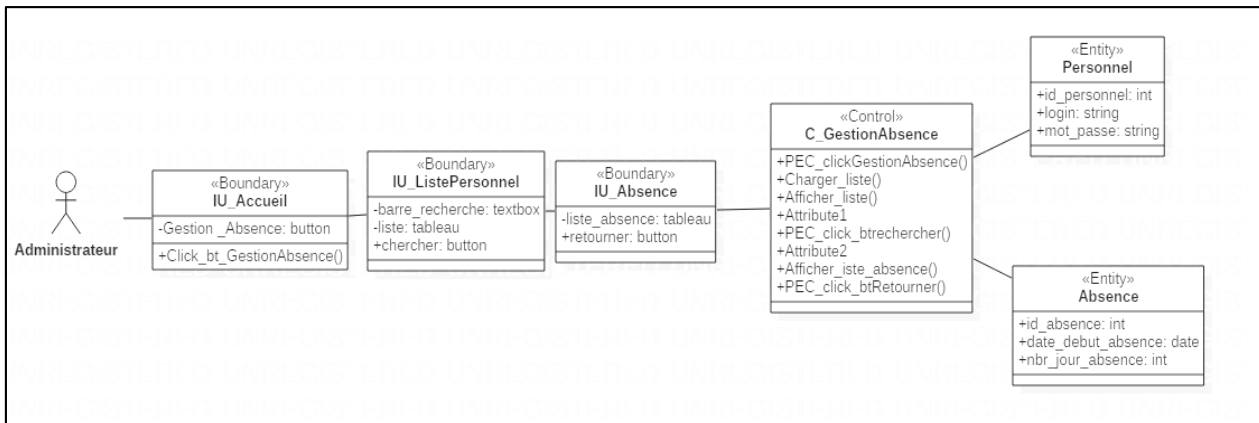 Administrateur
«Boundary»
IU_Accueil
-Gestion _Absence: button
+Click_bt_GestionAbsence()
«Boundary»
IU_ListePersonnel
-barre_recherche: textbox
-liste: tableau
+chercher: button
«Boundary»
IU_Absence
-liste_absence: tableau
+retourner: button
«Control»
C_GestionAbsence
+PEC_clickGestionAbsence()
+Charger_liste()
+Afficher_liste()
+Attribute1
+PEC_click_btrechercher()
+Attribute2
+Afficher_iste_absence()
+PEC_click_btRetourner()
«Entity»
Personnel
+id_personnel: int
+login: string
+mot_passe: string
«Entity»
Absence
+id_absence: int
+date_debut_absence: date
+nbr_jour_absence: int